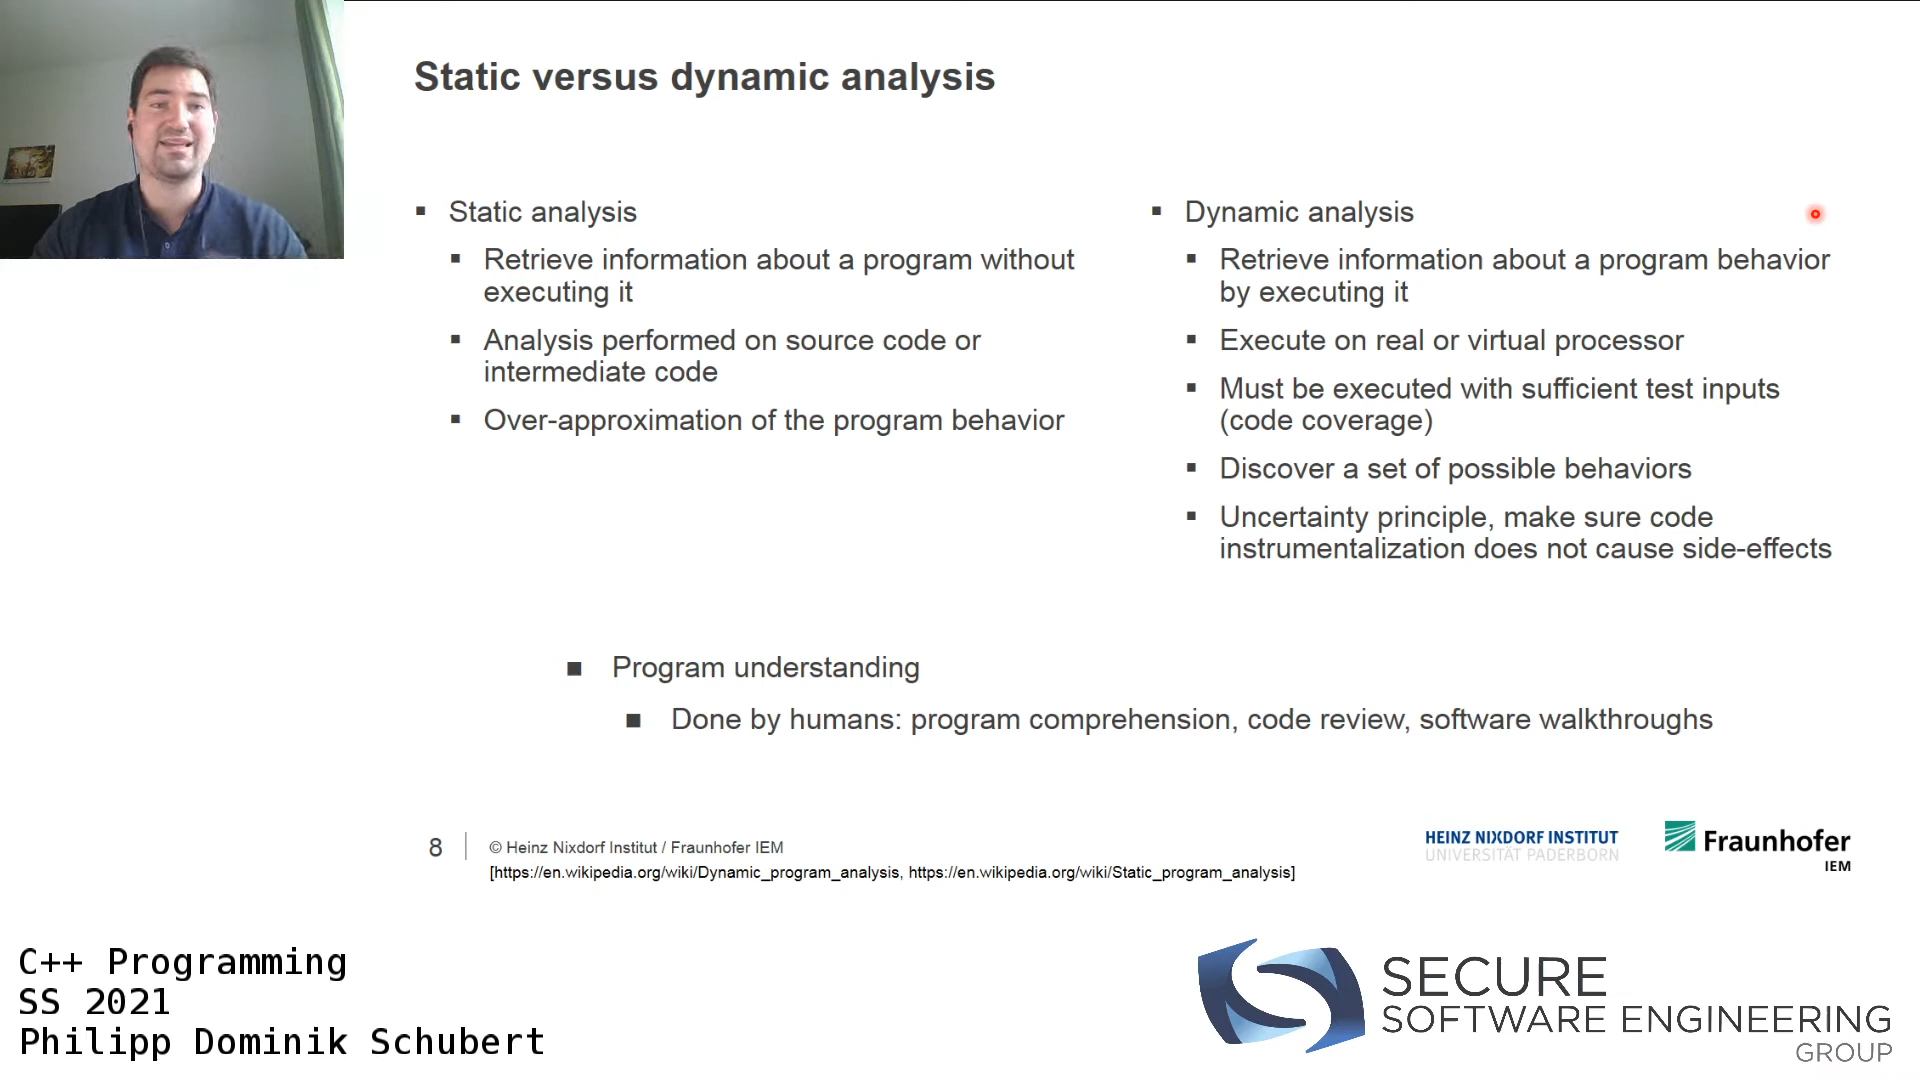 Static versus dynamic analysis
▪ Static analysis
▪ Retrieve information about a program without
executing it
▪ Analysis performed on source code or
intermediate code
▪ Over-approximation of the program behavior
▪ Dynamic analysis
▪ Retrieve information about a program behavior
by executing it
▪ Execute on real or virtual processor
▪ Must be executed with sufficient test inputs
(code coverage)
▪ Discover a set of possible behaviors
▪ Uncertainty principle, make sure code
instrumentalization does not cause side-effects
■ Program understanding
■ Done by humans: program comprehension, code review, software walkthroughs
8
© Heinz Nixdorf Institut / Fraunhofer IEM
[https://en.wikipedia.org/wiki/Dynamic_program_analysis, https://en.wikipedia.org/wiki/Static_program_analysis]
HEINZ NIXDORF INSTITUT
UNIVERSITÄT PADERBORN
Fraunhofer
IEM
C++ Programming
SS 2021
Philipp Dominik Schubert
SECURE
SOFTWARE ENGINEERING
GROUP